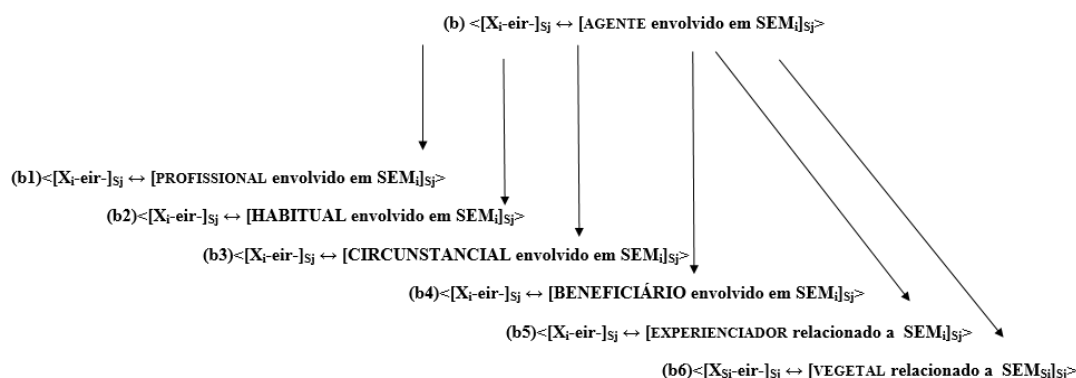 (b) <[Xi-eir-]Sj ↔ [AGENTE envolvido em SEMi]Sj>
(b1)<[Xi-eir-]Sj ↔ [PROFISSIONAL envolvido em SEMi]Sj>
(b2)<[Xi-eir-]Sj ↔ [HABITUAL envolvido em SEMi]Sj>
(b3)<[Xi-eir-]Sj ↔ [CIRCUNSTANCIAL envolvido em SEMi]Sj>
(b4)<[Xi-eir-]Sj ↔ [BENEFICIÁRIO envolvido em SEMi]Sj>
(b5)<[Xi-eir-]Sj ↔ [EXPERIENCIADOR relacionado a SEMi]Sj>
(b6)<[XSi-eir-]Sj ↔ [VEGETAL relacionado a SEMSi]Sj>